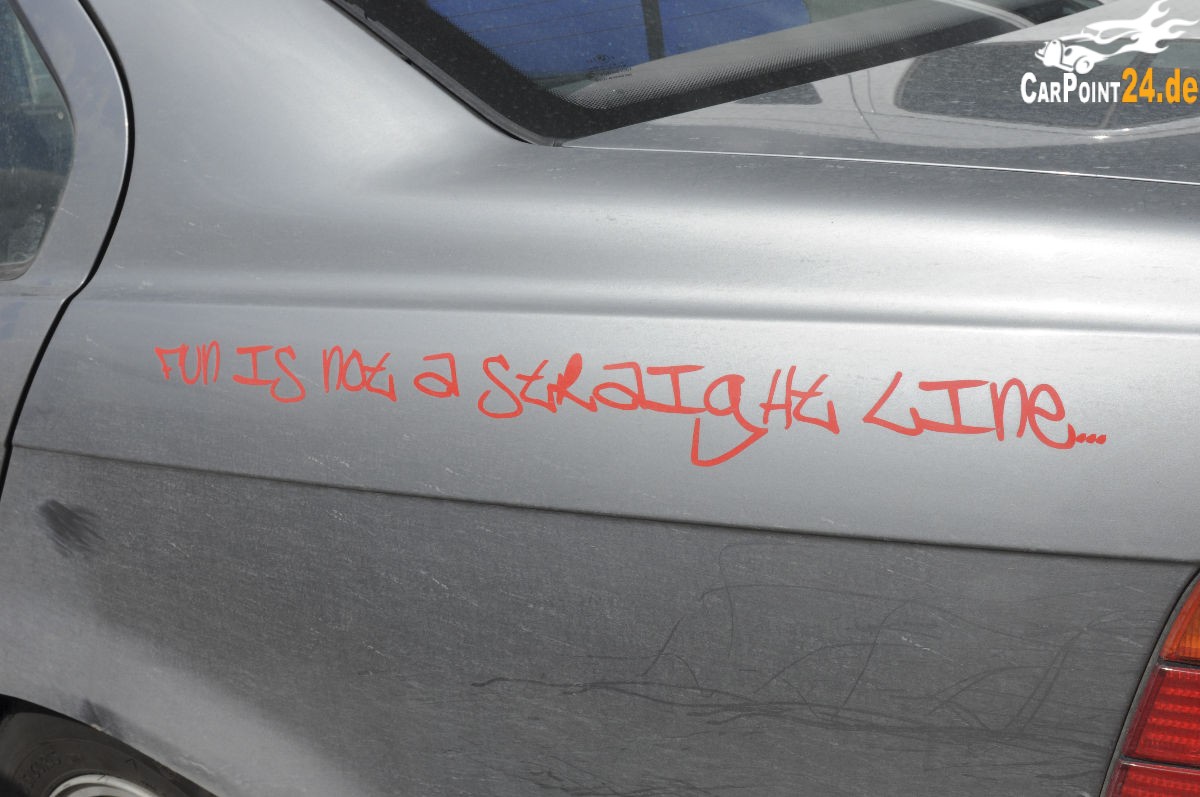 CarPoint24.de
Fun Is not a StRaIgHt LIne...